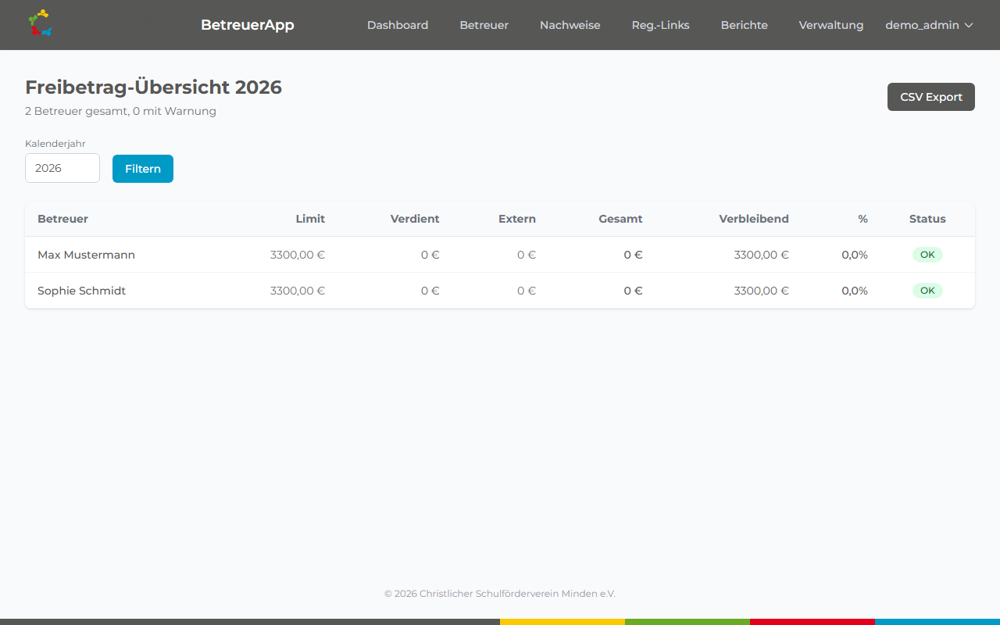 BetreuerApp Dashboard Betreuer Nachweise Reg.-Links Berichte Verwaltung demo_admin
Freibetrag-Übersicht 2026
2 Betreuer gesamt, 0 mit Warnung
CSV Export
Kalenderjahr
2026 Filtern
Betreuer Limit Verdient Extern Gesamt Verbleibend % Status
Max Mustermann 3300,00 € 0 € 0 € 0 € 3300,00 € 0,0% OK
Sophie Schmidt 3300,00 € 0 € 0 € 0 € 3300,00 € 0,0% OK
© 2026 Christlicher Schulförderverein Minden e.V.